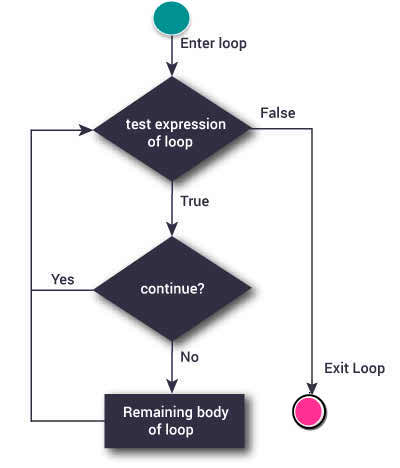 Enter loop
test expression
of loop
False
True
Yes
continue?
No
Exit Loop
Remaining body
of loop